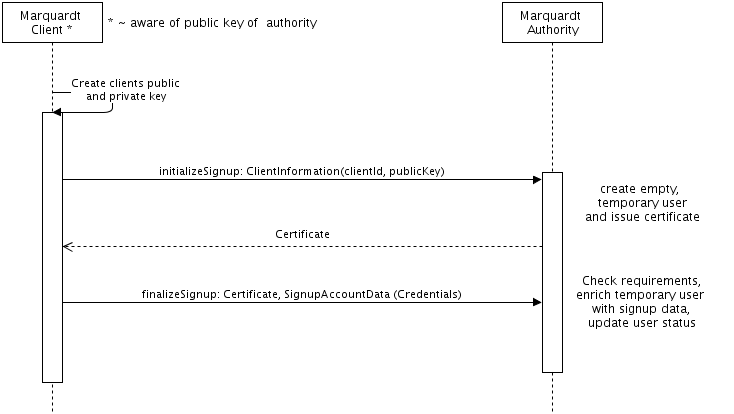 Marquardt
Client *
* ~ aware of public key of authority
Marquardt
Authority
Create clients public
and private key
initializeSignup: ClientInformation(clientId, publicKey)
create empty,
temporary user
and issue certificate
Certificate
finalizeSignup: Certificate, SignupAccountData (Credentials)
Check requirements,
enrich temporary user
with signup data,
update user status